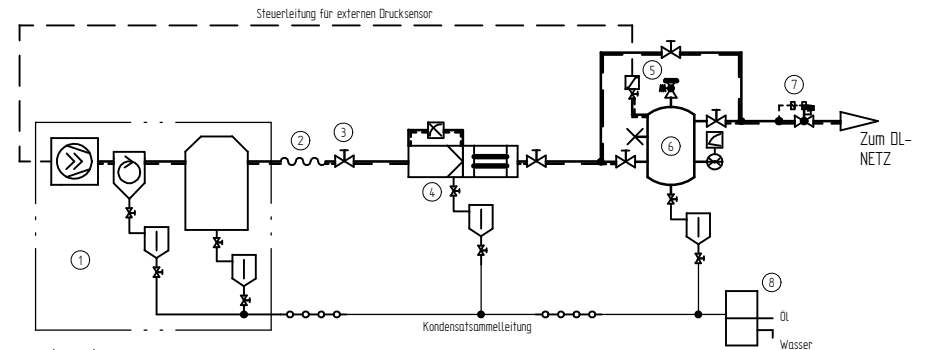 Steuerleitung für externen Drucksensor
5
7
2
3
Zum DL-
NETZ
6
4
1
8
Öl
Kondensatsammelleitung
Wasser